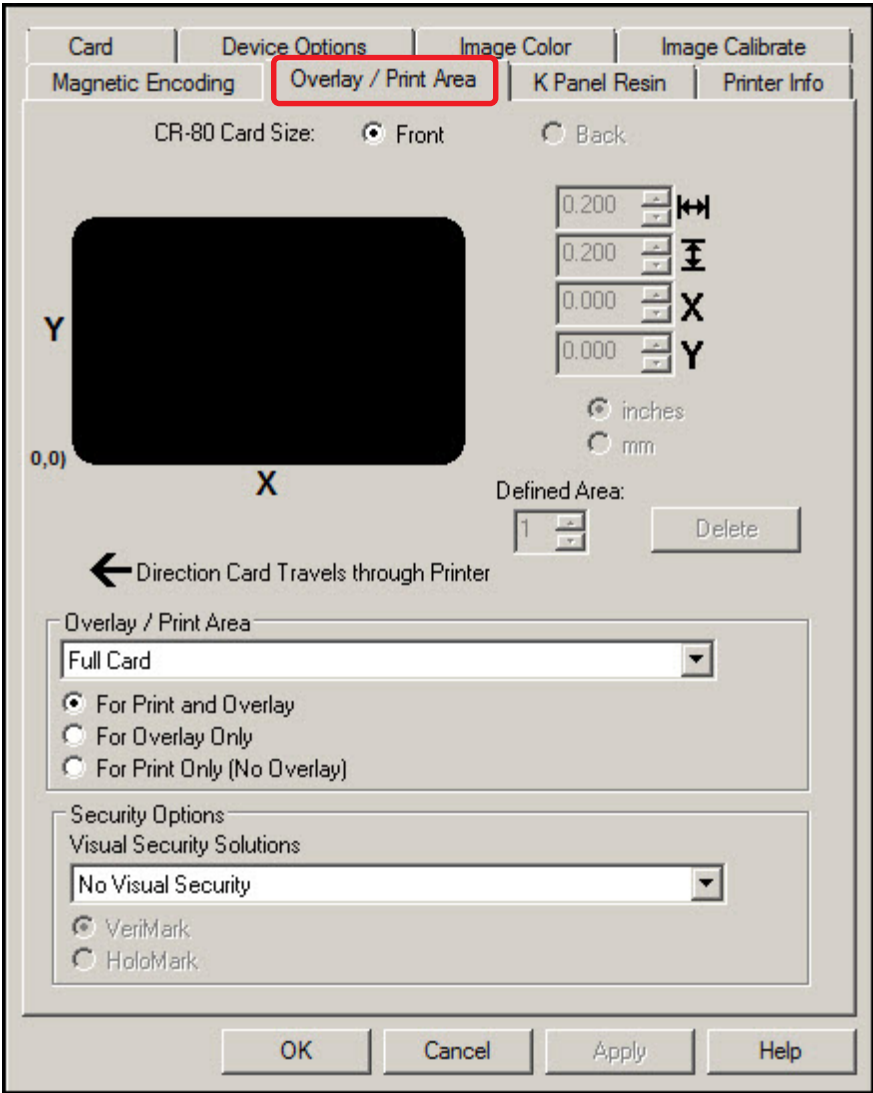 Card Device Options Image Color Image Calibrate
Magnetic Encoding Overlay / Print Area K Panel Resin Printer Info
CR-80 Card Size: Front Back
0.200
0.200
0.000 X
0.000 Y
Y
inches
mm
0,0)
X
Defined Area:
1 Delete
Direction Card Travels through Printer
Overlay / Print Area
Full Card
For Print and Overlay
For Overlay Only
For Print Only (No Overlay)
Security Options
Visual Security Solutions
No Visual Security
VeriMark
HoloMark
OK Cancel Apply Help